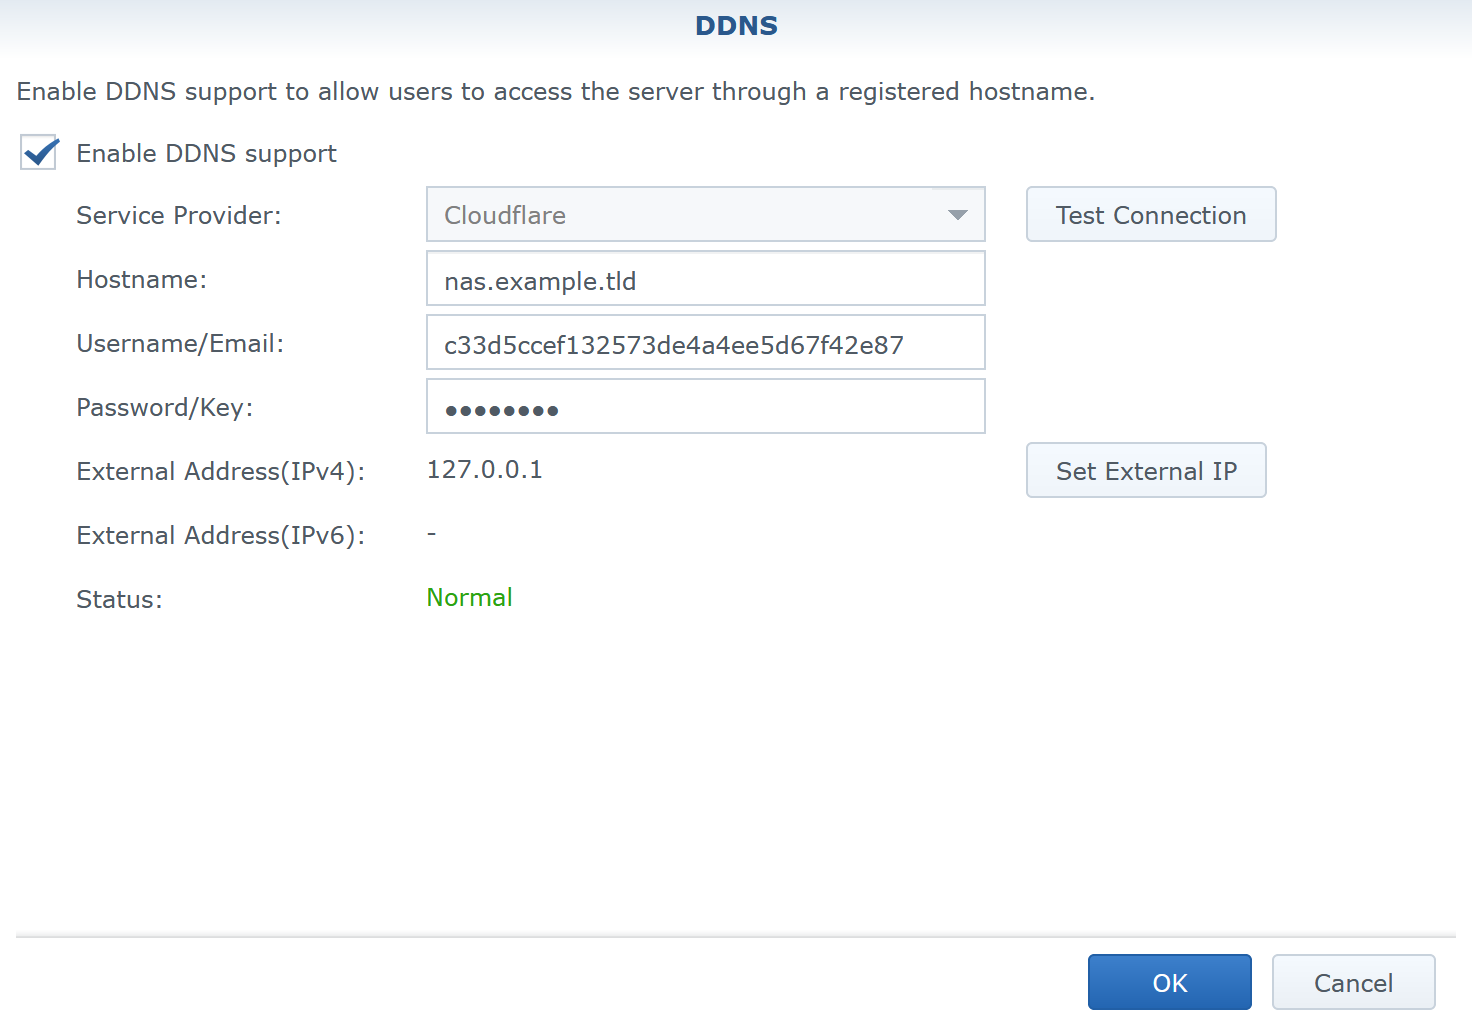 DDNS
Enable DDNS support to allow users to access the server through a registered hostname.
Enable DDNS support
Service Provider: Cloudflare Test Connection
Hostname: nas.example.tld
Username/Email: c33d5ccef132573de4a4ee5d67f42e87
Password/Key: ●●●●●●●●
External Address(IPv4): 127.0.0.1 Set External IP
External Address(IPv6): -
Status: Normal
OK Cancel